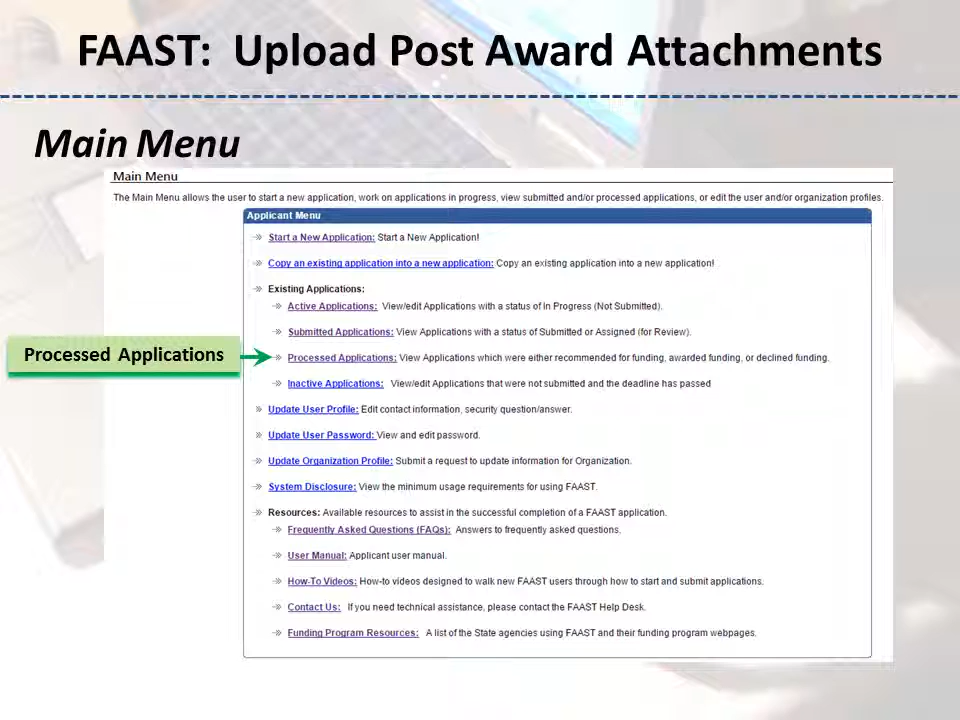 FAAST:  Upload Post Award Attachments
Main Menu
Main Menu
The Main Menu allows the user to start a new application, work on applications in progress, view submitted and/or processed applications, or edit the user and/or organization profiles.
Applicant Menu
Start a New Application: Start a New Application!
Copy an existing application into a new application: Copy an existing application into a new application!
Existing Applications:
Active Applications: View/edit Applications with a status of In Progress (Not Submitted).
Submitted Applications: View Applications with a status of Submitted or Assigned (for Review).
Processed Applications
Processed Applications: View Applications which were either recommended for funding, awarded funding, or declined funding.
Inactive Applications: View/edit Applications that were not submitted and the deadline has passed
Update User Profile: Edit contact information, security question/answer.
Update User Password: View and edit password.
Update Organization Profile: Submit a request to update information for Organization.
System Disclosure: View the minimum usage requirements for using FAAST.
Resources: Available resources to assist in the successful completion of a FAAST application.
Frequently Asked Questions (FAQs): Answers to frequently asked questions.
User Manual: Applicant user manual.
How-To Videos: How-to videos designed to walk new FAAST users through how to start and submit applications.
Contact Us: If you need technical assistance, please contact the FAAST Help Desk.
Funding Program Resources: A list of the State agencies using FAAST and their funding program webpages.